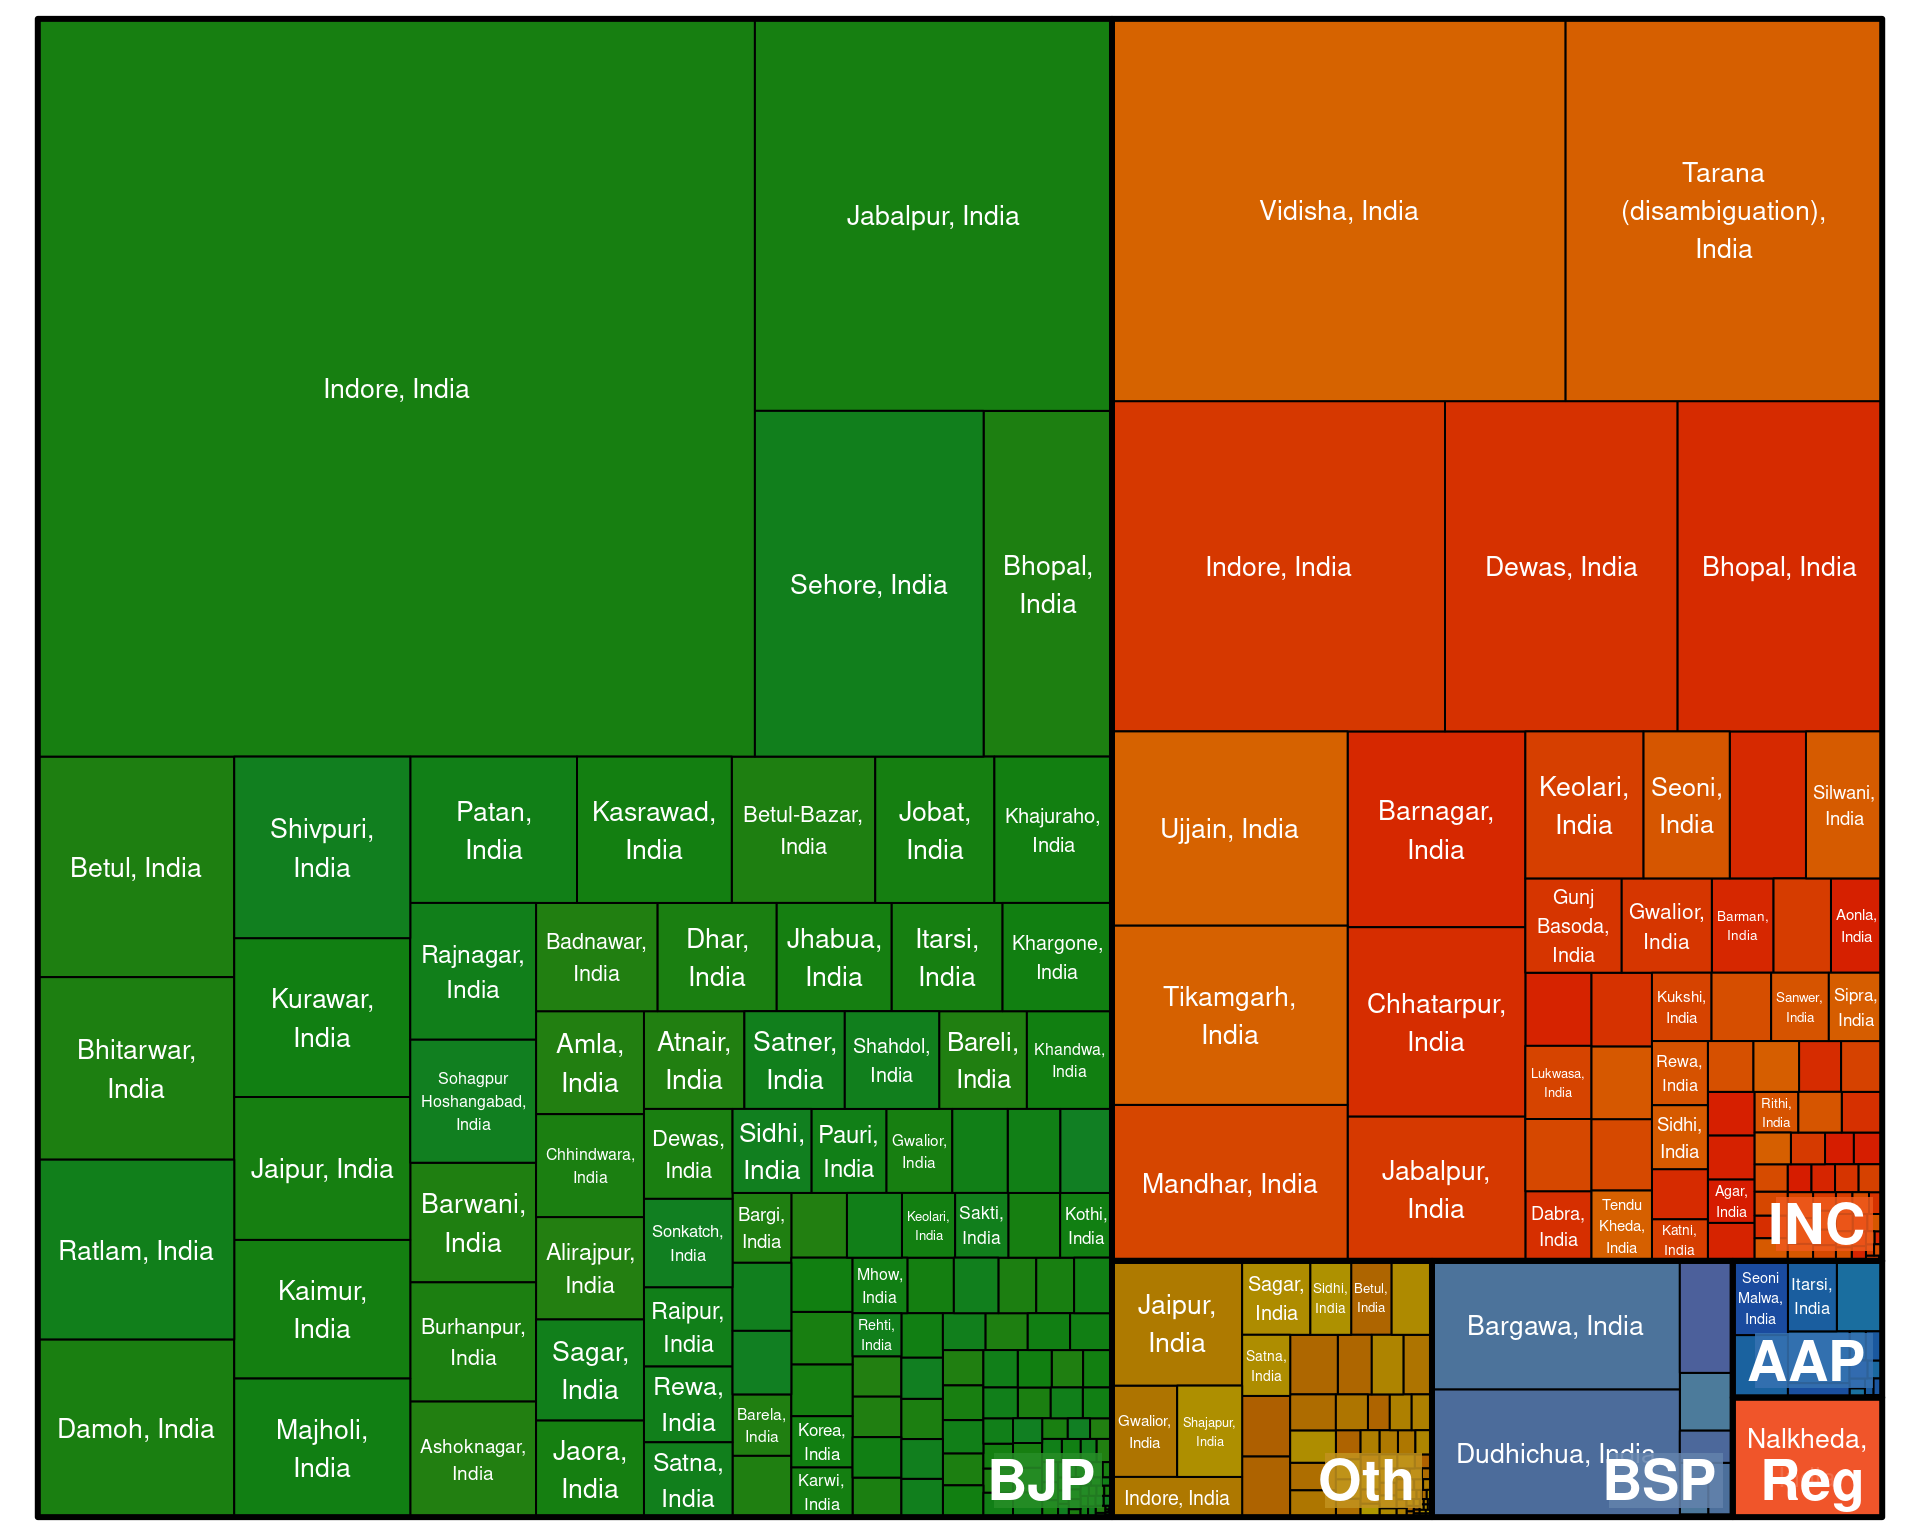 Indore, India
Jabalpur, India
Sehore, India
Bhopal,
India
Betul, India
Bhitarwar,
India
Ratlam, India
Damoh, India
Shivpuri,
India
Kurawar,
India
Jaipur, India
Kaimur,
India
Majholi,
India
Patan,
India
Kasrawad,
India
Betul-Bazar,
India
Jobat,
India
Khajuraho,
India
Rajnagar,
India
Sohagpur
Hoshangabad,
India
Barwani,
India
Burhanpur,
India
Ashoknagar,
India
Badnawar,
India
Dhar,
India
Jhabua,
India
Itarsi,
India
Khargone,
India
Amla,
India
Chhindwara,
India
Alirajpur,
India
Sagar,
India
Jaora,
India
Atnair,
India
Satner,
India
Shahdol,
India
Bareli,
India
Khandwa,
India
Dewas,
India
Sonkatch,
India
Raipur,
India
Rewa,
India
Satna,
India
Sidhi,
India
Pauri,
India
Gwalior,
India
Bargi,
India
Keolari,
India
Sakti,
India
Kothi,
India
Barela,
India
Korea,
India
Karwi,
India
Mhow,
India
Rehti,
India
BJP
Vidisha, India
Tarana
(disambiguation),
India
Indore, India
Dewas, India
Bhopal, India
Ujjain, India
Tikamgarh,
India
Mandhar, India
Barnagar,
India
Chhatarpur,
India
Jabalpur,
India
Keolari,
India
Seoni,
India
Silwani,
India
Gunj
Basoda,
India
Gwalior,
India
Barman,
India
Aonla,
India
Lukwasa,
India
Dabra,
India
Tendu
Kheda,
India
Kukshi,
India
Sanwer,
India
Sipra,
India
Rewa,
India
Sidhi,
India
Katni,
India
Agar,
India
Rithi,
India
INC
Jaipur,
India
Gwalior,
India
Shajapur,
India
Indore, India
Sagar,
India
Sidhi,
India
Betul,
India
Satna,
India
Oth
Bargawa, India
Dudhichua, India
BSP
Seoni
Malwa,
India
Itarsi,
India
AAP
Nalkheda,
Reg